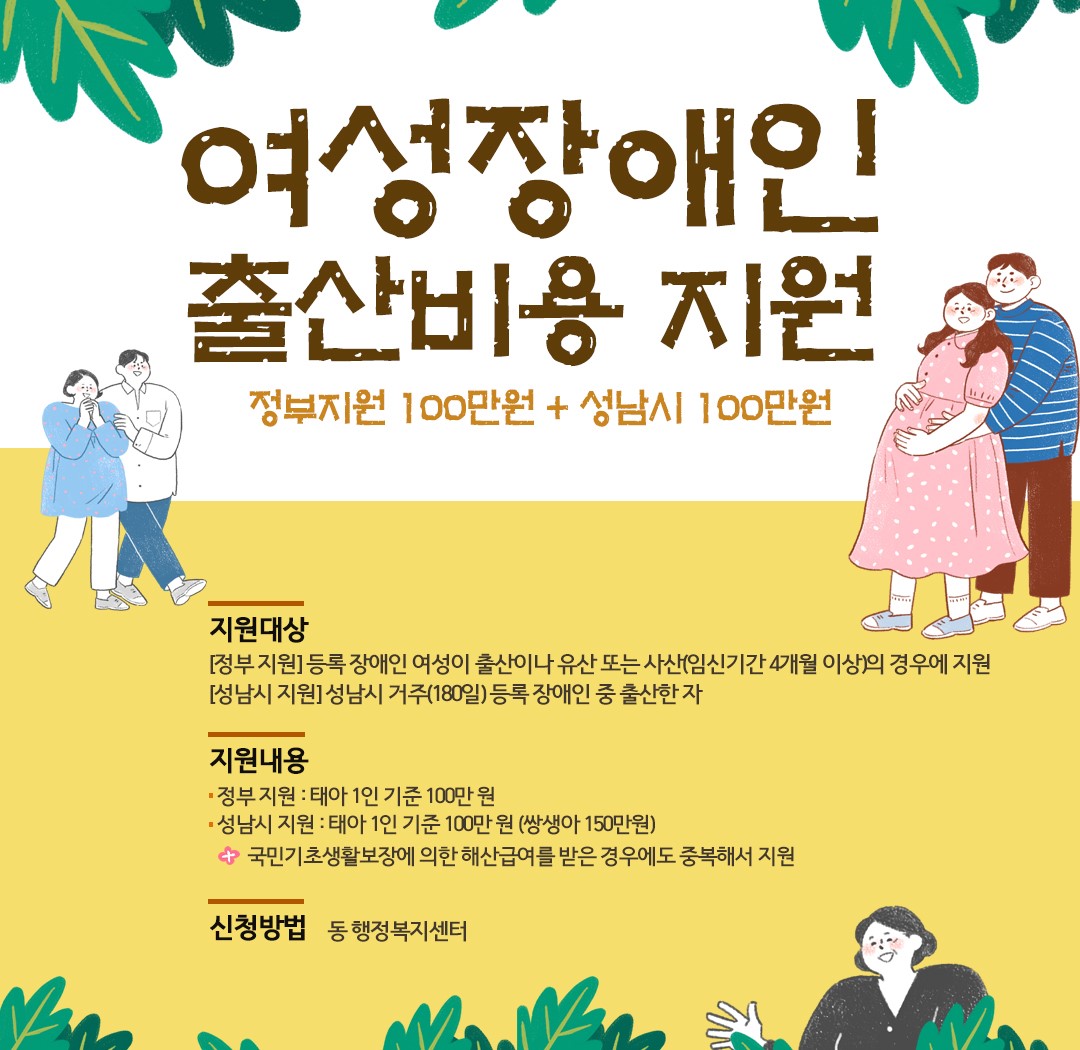 여성장애인
출산비용 지원
정부지원 100만원 + 성남시 100만원
지원대상
[정부 지원] 등록 장애인 여성이 출산이나 유산 또는 사산(임신기간 4개월 이상)의 경우에 지원
[성남시 지원] 성남시 거주(180일) 등록 장애인 중 출산한 자
지원내용
▪ 정부 지원 : 태아 1인 기준 100만 원
▪ 성남시 지원 : 태아 1인 기준 100만 원 (쌍생아 150만원)
+ 국민기초생활보장에 의한 해산급여를 받은 경우에도 중복해서 지원
신청방법 동 행정복지센터